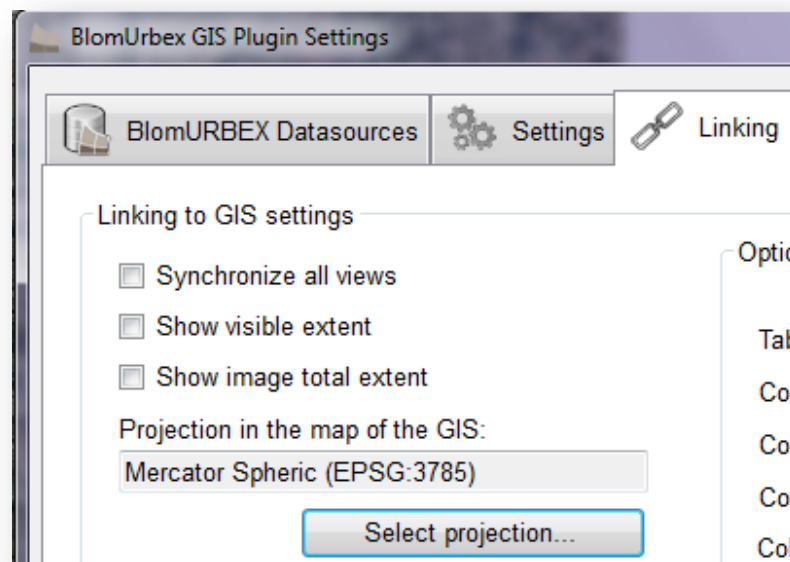 BlomUrbex GIS Plugin Settings
BlomURBEX Datasources
Settings
Linking
Linking to GIS settings
Synchronize all views
Show visible extent
Show image total extent
Projection in the map of the GIS:
Mercator Spheric (EPSG:3785)
Select projection...